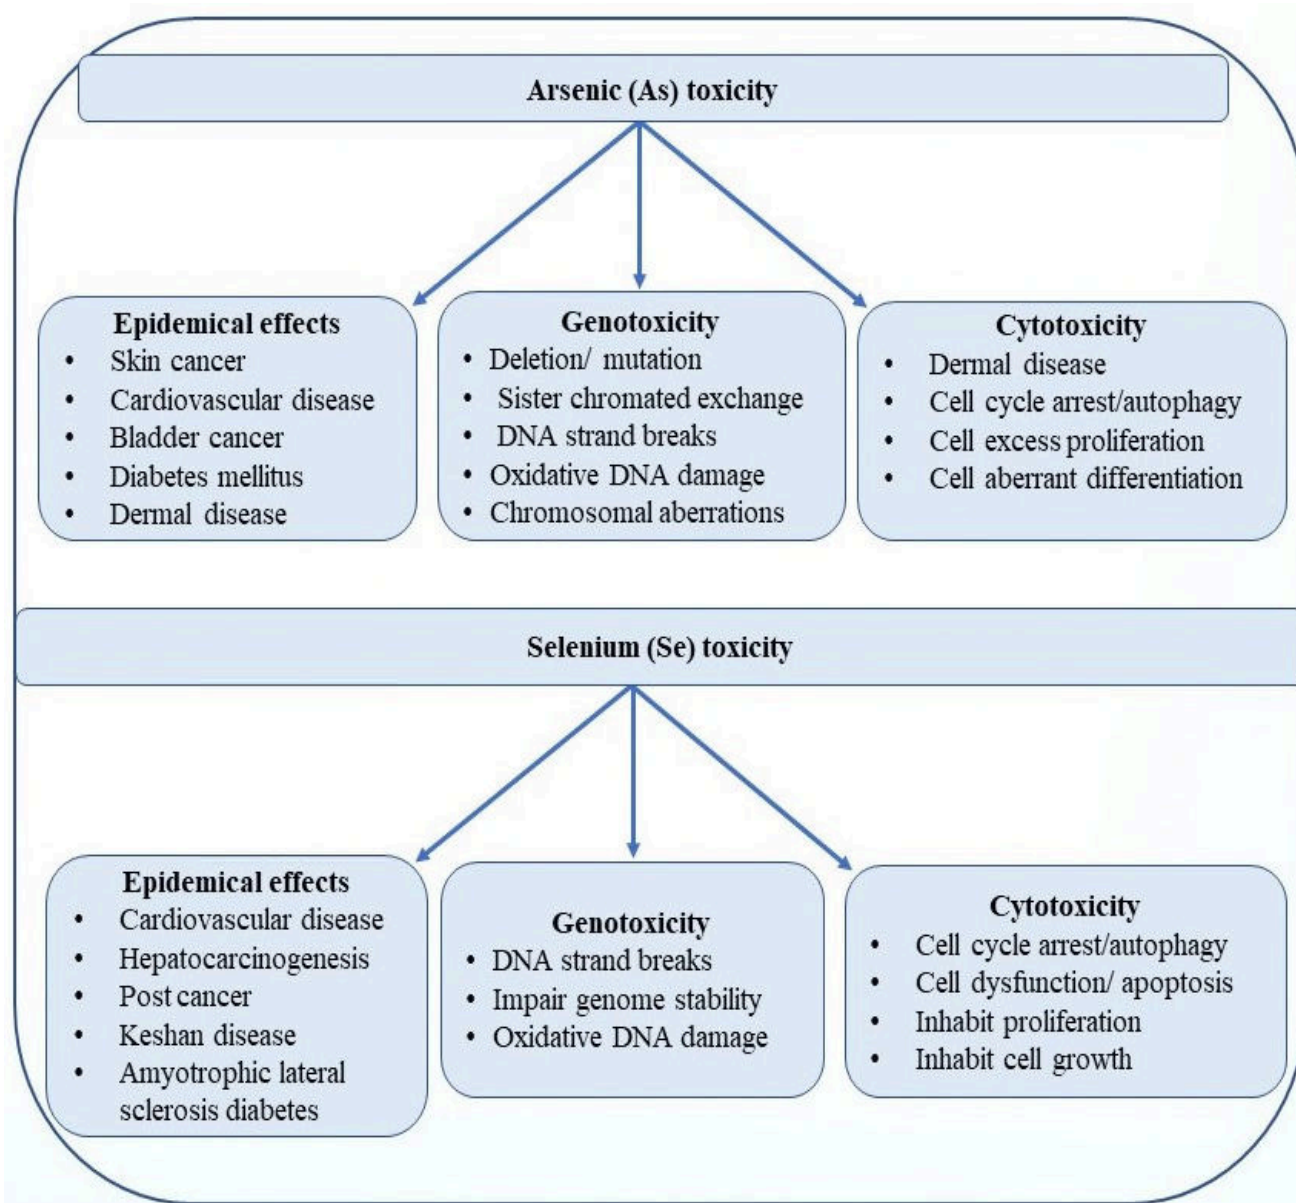 Arsenic (As) toxicity
Epidemical effects
• Skin cancer
• Cardiovascular disease
• Bladder cancer
• Diabetes mellitus
• Dermal disease
Genotoxicity
• Deletion/ mutation
• Sister chromated exchange
• DNA strand breaks
• Oxidative DNA damage
• Chromosomal aberrations
Cytotoxicity
• Dermal disease
• Cell cycle arrest/autophagy
• Cell excess proliferation
• Cell aberrant differentiation
Selenium (Se) toxicity
Epidemical effects
• Cardiovascular disease
• Hepatocarcinogenesis
• Post cancer
• Keshan disease
• Amyotrophic lateral
sclerosis diabetes
Genotoxicity
• DNA strand breaks
• Impair genome stability
• Oxidative DNA damage
Cytotoxicity
• Cell cycle arrest/autophagy
• Cell dysfunction/ apoptosis
• Inhabit proliferation
• Inhabit cell growth